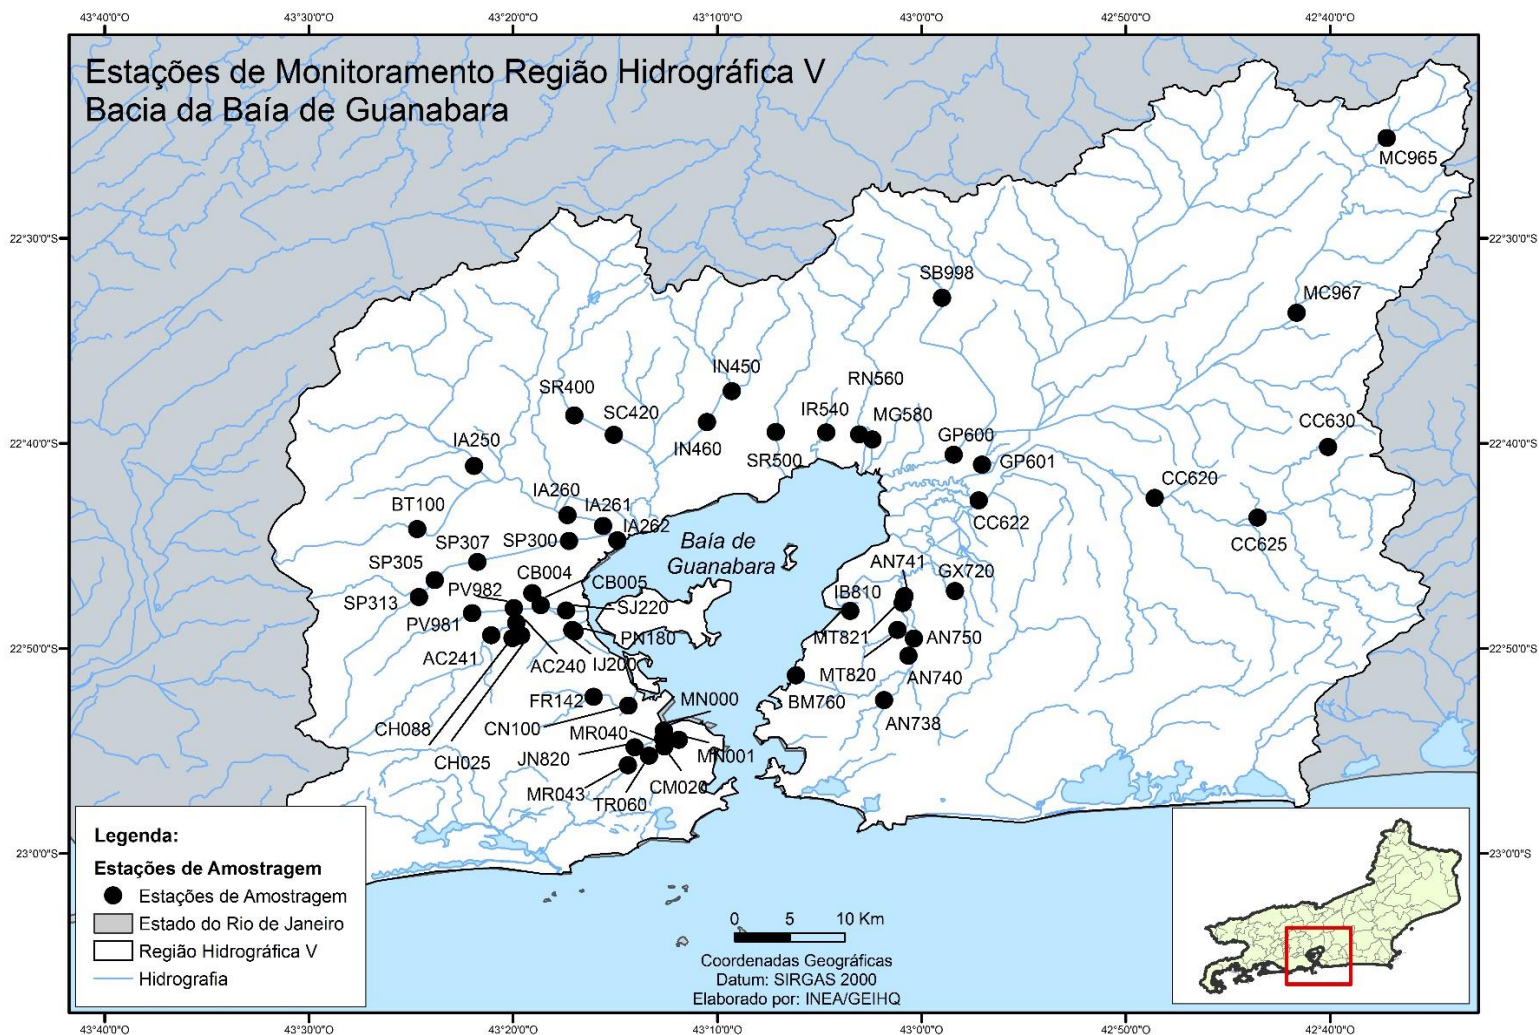 43°40'0"O 43°30'0"O 43°20'0"O 43°10'0"O 43°0'0"O 42°50'0"O 42°40'0"O
Estações de Monitoramento Região Hidrográfica V
Bacia da Baía de Guanabara
MC965
22°30'0"S 22°30'0"S
SB998
MC967
IN450
RN560
SR400
SC420
IR540
MG580
CC630
22°40'0"S 22°40'0"S
IA250
IN460
SR500
GP600
GP601
CC620
IA260
IA261
BT100
IA262
CC622
SP307
SP300
Baía de
Guanabara
CC625
SP305
CB004
CB005
AN741
GX720
PV982
SP313
SJ220
IB810
PV981
PN180
MT821
AN750
22°50'0"S 22°50'0"S
AC241
AC240
IJ200
MT820
AN740
FR142
MN000
BM760
AN738
CH088
CN100
MR040
CH025
JN820
MN001
MR043
TR060
CM020
Legenda:
Estações de Amostragem
Estações de Amostragem
Estado do Rio de Janeiro
Região Hidrográfica V
Hidrografia
23°0'0"S 23°0'0"S
0 5 10 Km
Coordenadas Geográficas
Datum: SIRGAS 2000
Elaborado por: INEA/GEIHQ
43°40'0"O 43°30'0"O 43°20'0"O 43°10'0"O 43°0'0"O 42°50'0"O 42°40'0"O